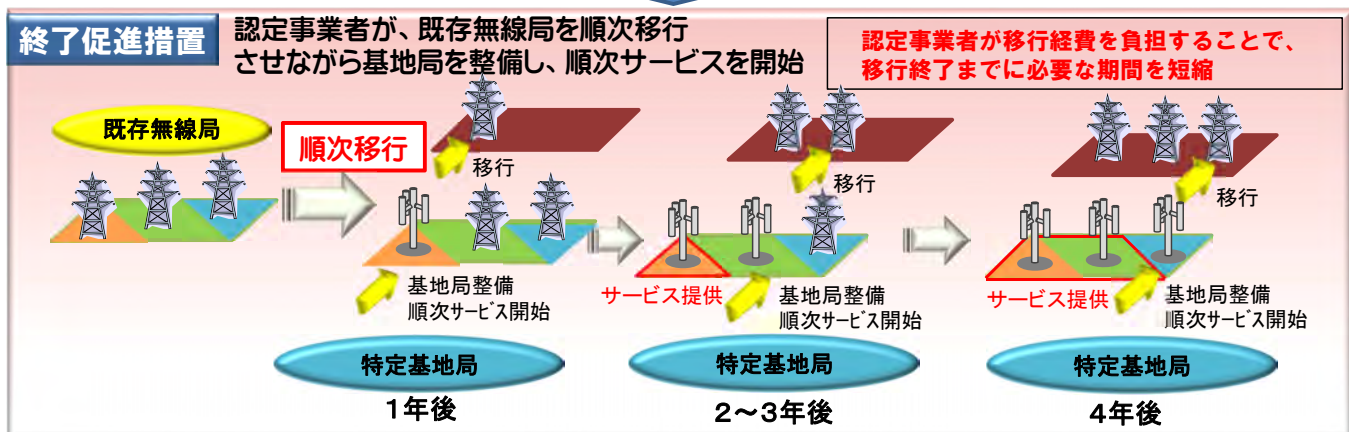 終了促進措置
認定事業者が、既存無線局を順次移行
させながら基地局を整備し、順次サービスを開始
認定事業者が移行経費を負担することで、
移行終了までに必要な期間を短縮
既存無線局
順次移行
移行
移行
移行
基地局整備
順次サービス開始
サービス提供
基地局整備
順次サービス開始
サービス提供
基地局整備
順次サービス開始
特定基地局
特定基地局
特定基地局
1年後
2～3年後
4年後